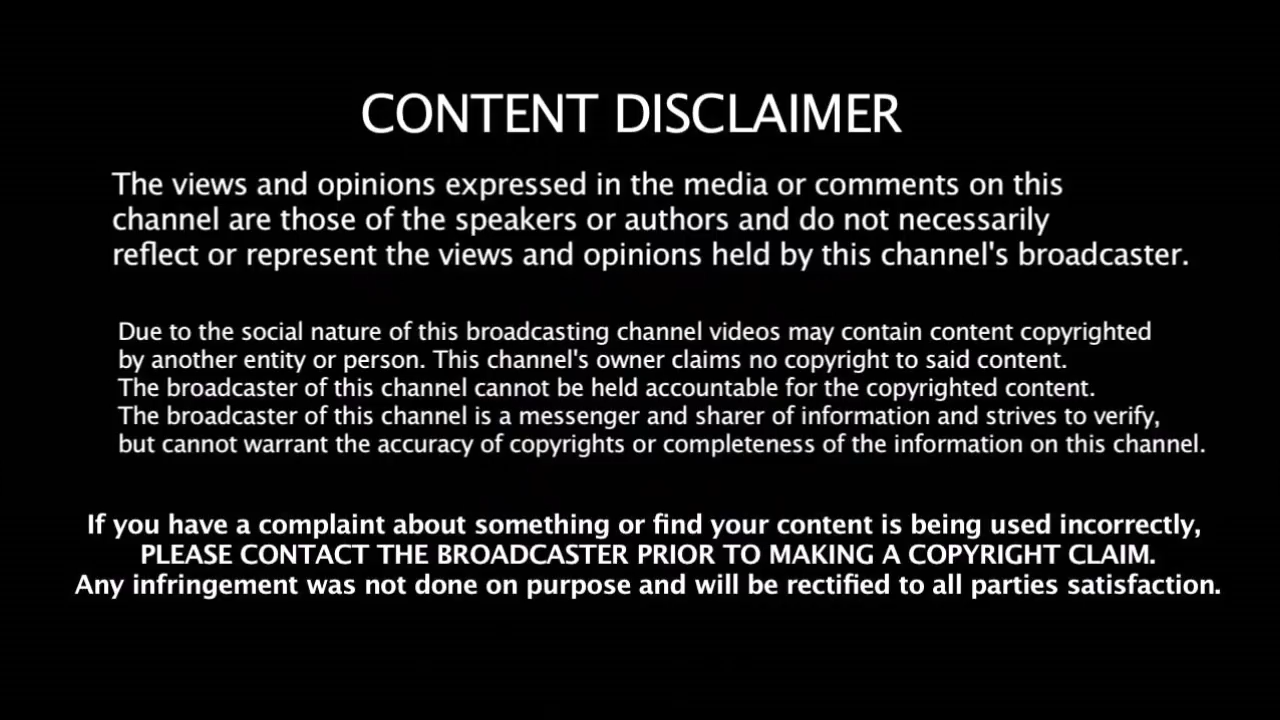 CONTENT DISCLAIMER
The views and opinions expressed in the media or comments on this
channel are those of the speakers or authors and do not necessarily
reflect or represent the views and opinions held by this channel's broadcaster.
Due to the social nature of this broadcasting channel videos may contain content copyrighted
by another entity or person. This channel's owner claims no copyright to said content.
The broadcaster of this channel cannot be held accountable for the copyrighted content.
The broadcaster of this channel is a messenger and sharer of information and strives to verify,
but cannot warrant the accuracy of copyrights or completeness of the information on this channel.
If you have a complaint about something or find your content is being used incorrectly,
PLEASE CONTACT THE BROADCASTER PRIOR TO MAKING A COPYRIGHT CLAIM.
Any infringement was not done on purpose and will be rectified to all parties satisfaction.